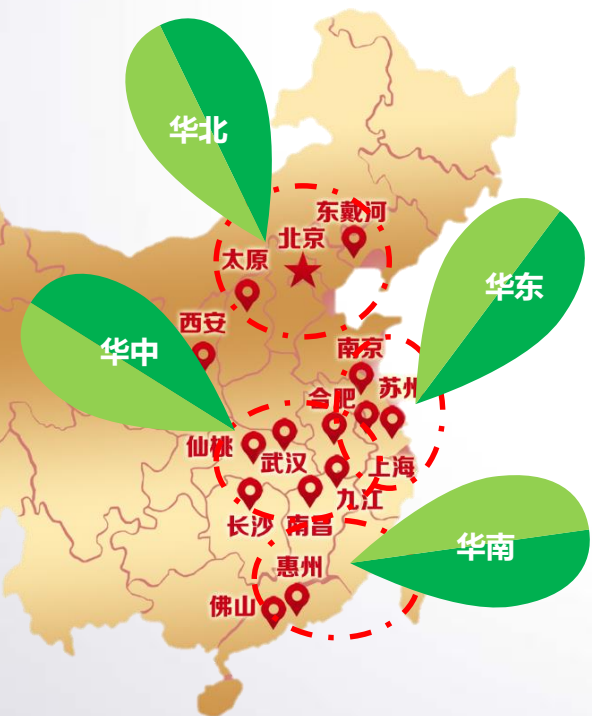 华北
东戴河
北京
太原
华东
西安
华中
南京
苏州
合肥
仙桃
武汉
上海
九江
长沙
南昌
华南
惠州
佛山